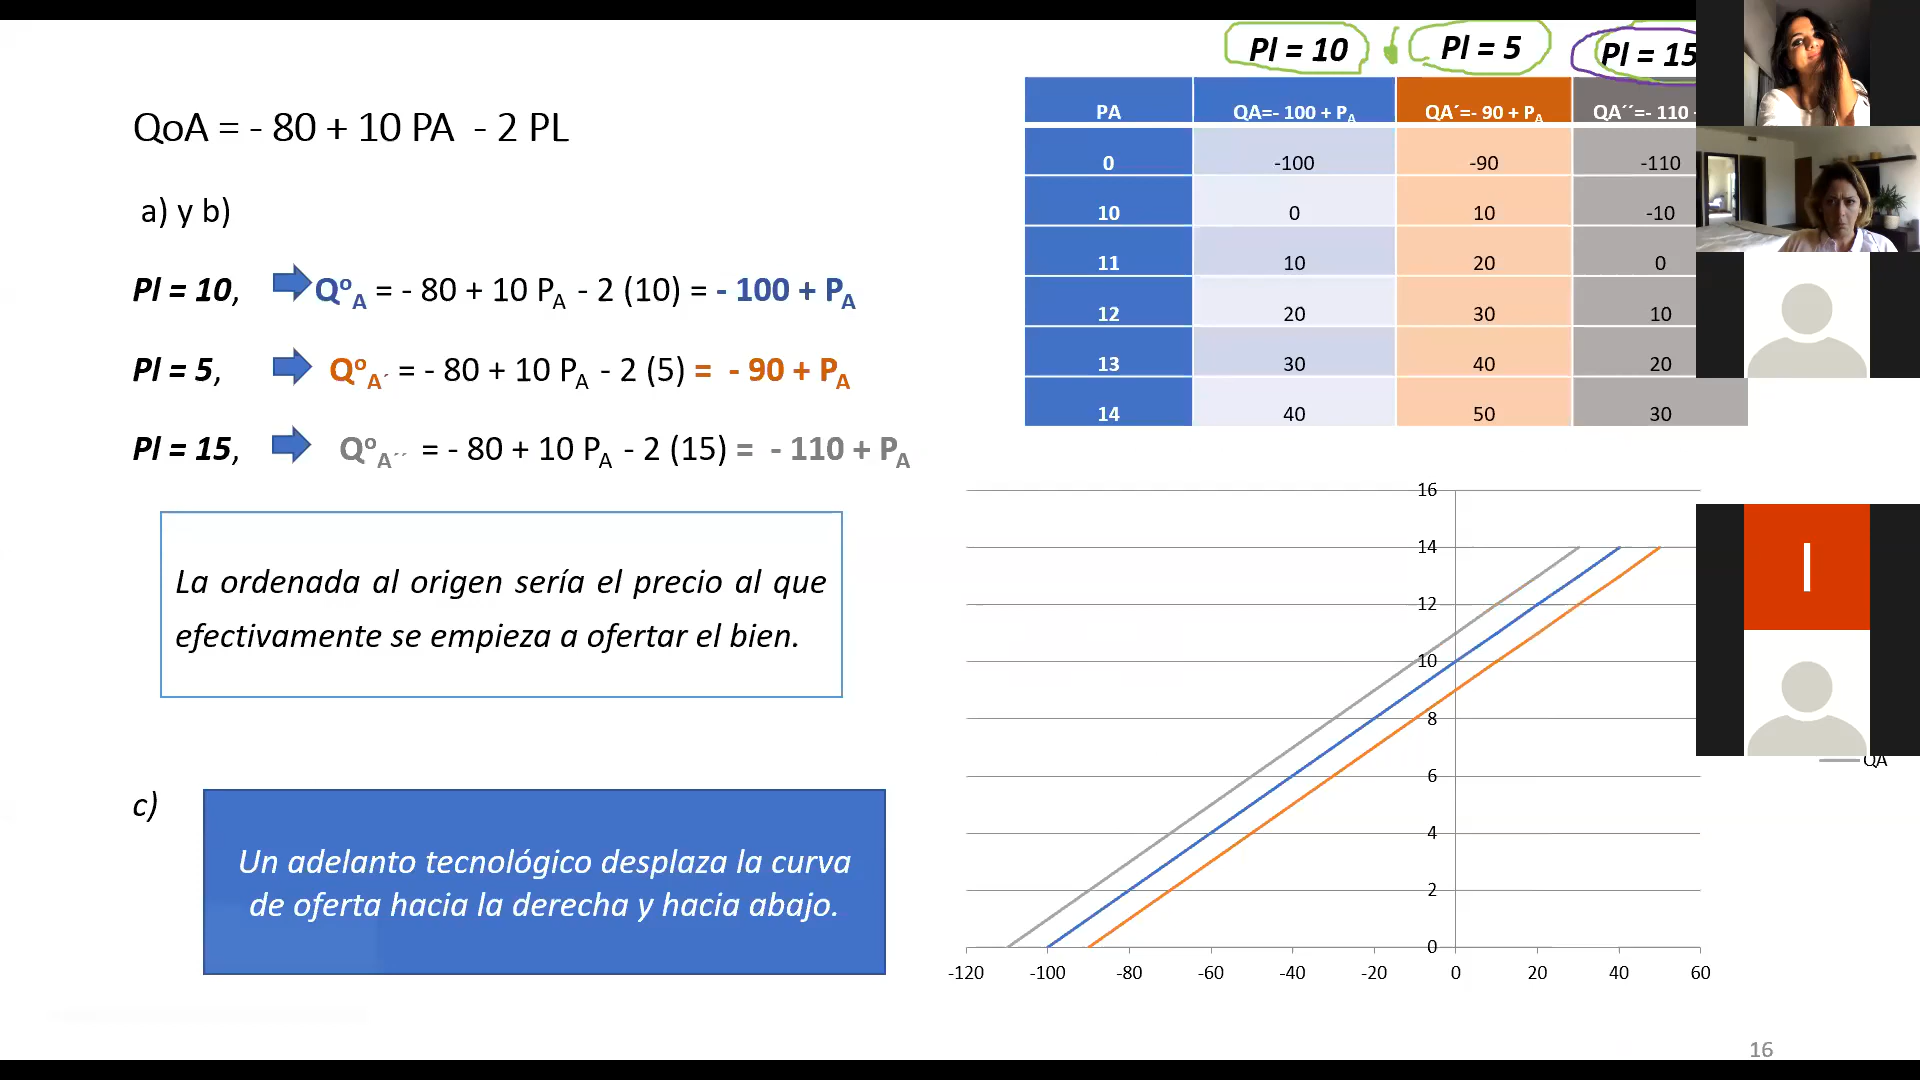 QoA = - 80 + 10 PA - 2 PL
a) y b)
Pl = 10, QoA = - 80 + 10 PA - 2 (10) = - 100 + PA
Pl = 5, QoA´ = - 80 + 10 PA - 2 (5) = - 90 + PA
Pl = 15, QoA´´ = - 80 + 10 PA - 2 (15) = - 110 + PA
La ordenada al origen sería el precio al que
efectivamente se empieza a ofertar el bien.
c)
Un adelanto tecnológico desplaza la curva
de oferta hacia la derecha y hacia abajo.
Pl = 10 Pl = 5 Pl = 15
PA QA=- 100 + PA QA´=- 90 + PA QA´´=- 110
0 -100 -90 -110
10 0 10 -10
11 10 20 0
12 20 30 10
13 30 40 20
14 40 50 30
16
14
12
10
8
6
4
2
0
-120 -100 -80 -60 -40 -20 0 20 40 60
I
QA
16